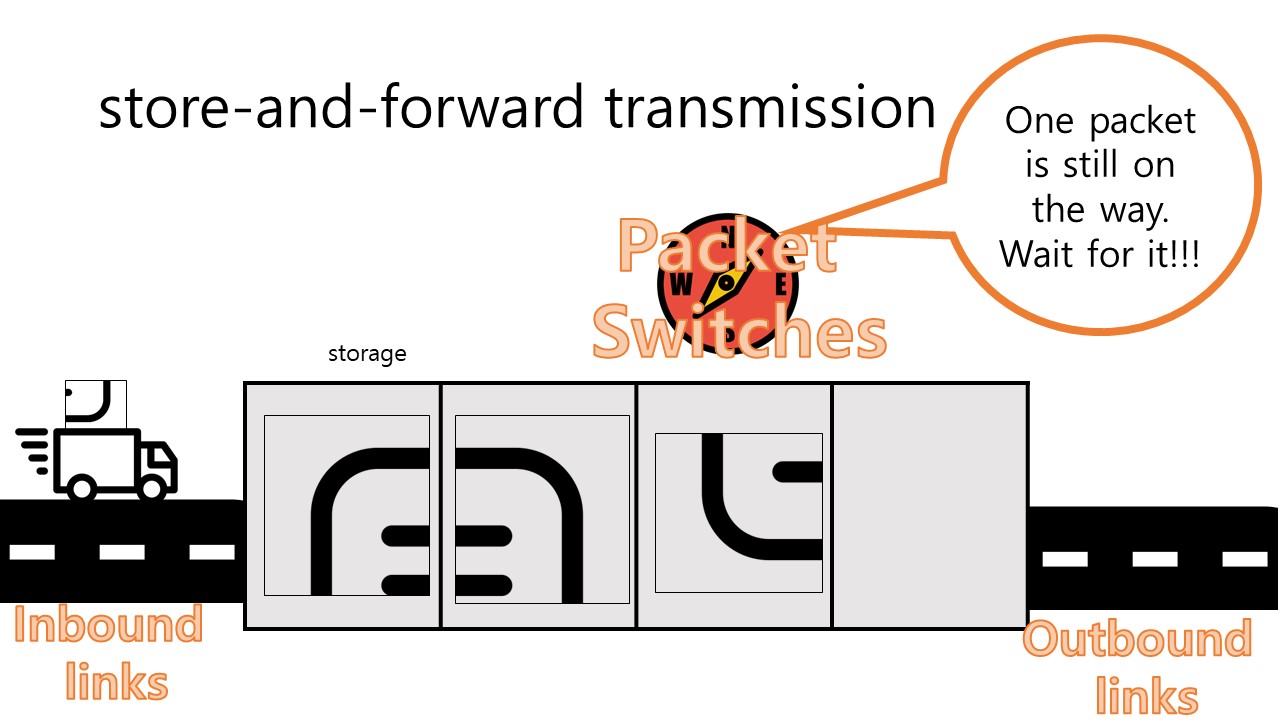 store-and-forward transmission
One packet
is still on
the way.
Wait for it!!!
Packet
Switches
N
W
E
storage
Inbound
links
Outbound
links